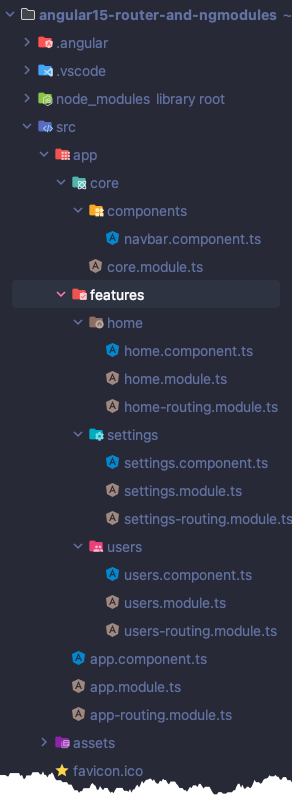 angular15-router-and-ngmodules ~
.angular
.vscode
node_modules library root
src
app
core
components
navbar.component.ts
core.module.ts
features
home
home.component.ts
home.module.ts
home-routing.module.ts
settings
settings.component.ts
settings.module.ts
settings-routing.module.ts
users
users.component.ts
users.module.ts
users-routing.module.ts
app.component.ts
app.module.ts
app-routing.module.ts
assets
favicon.ico